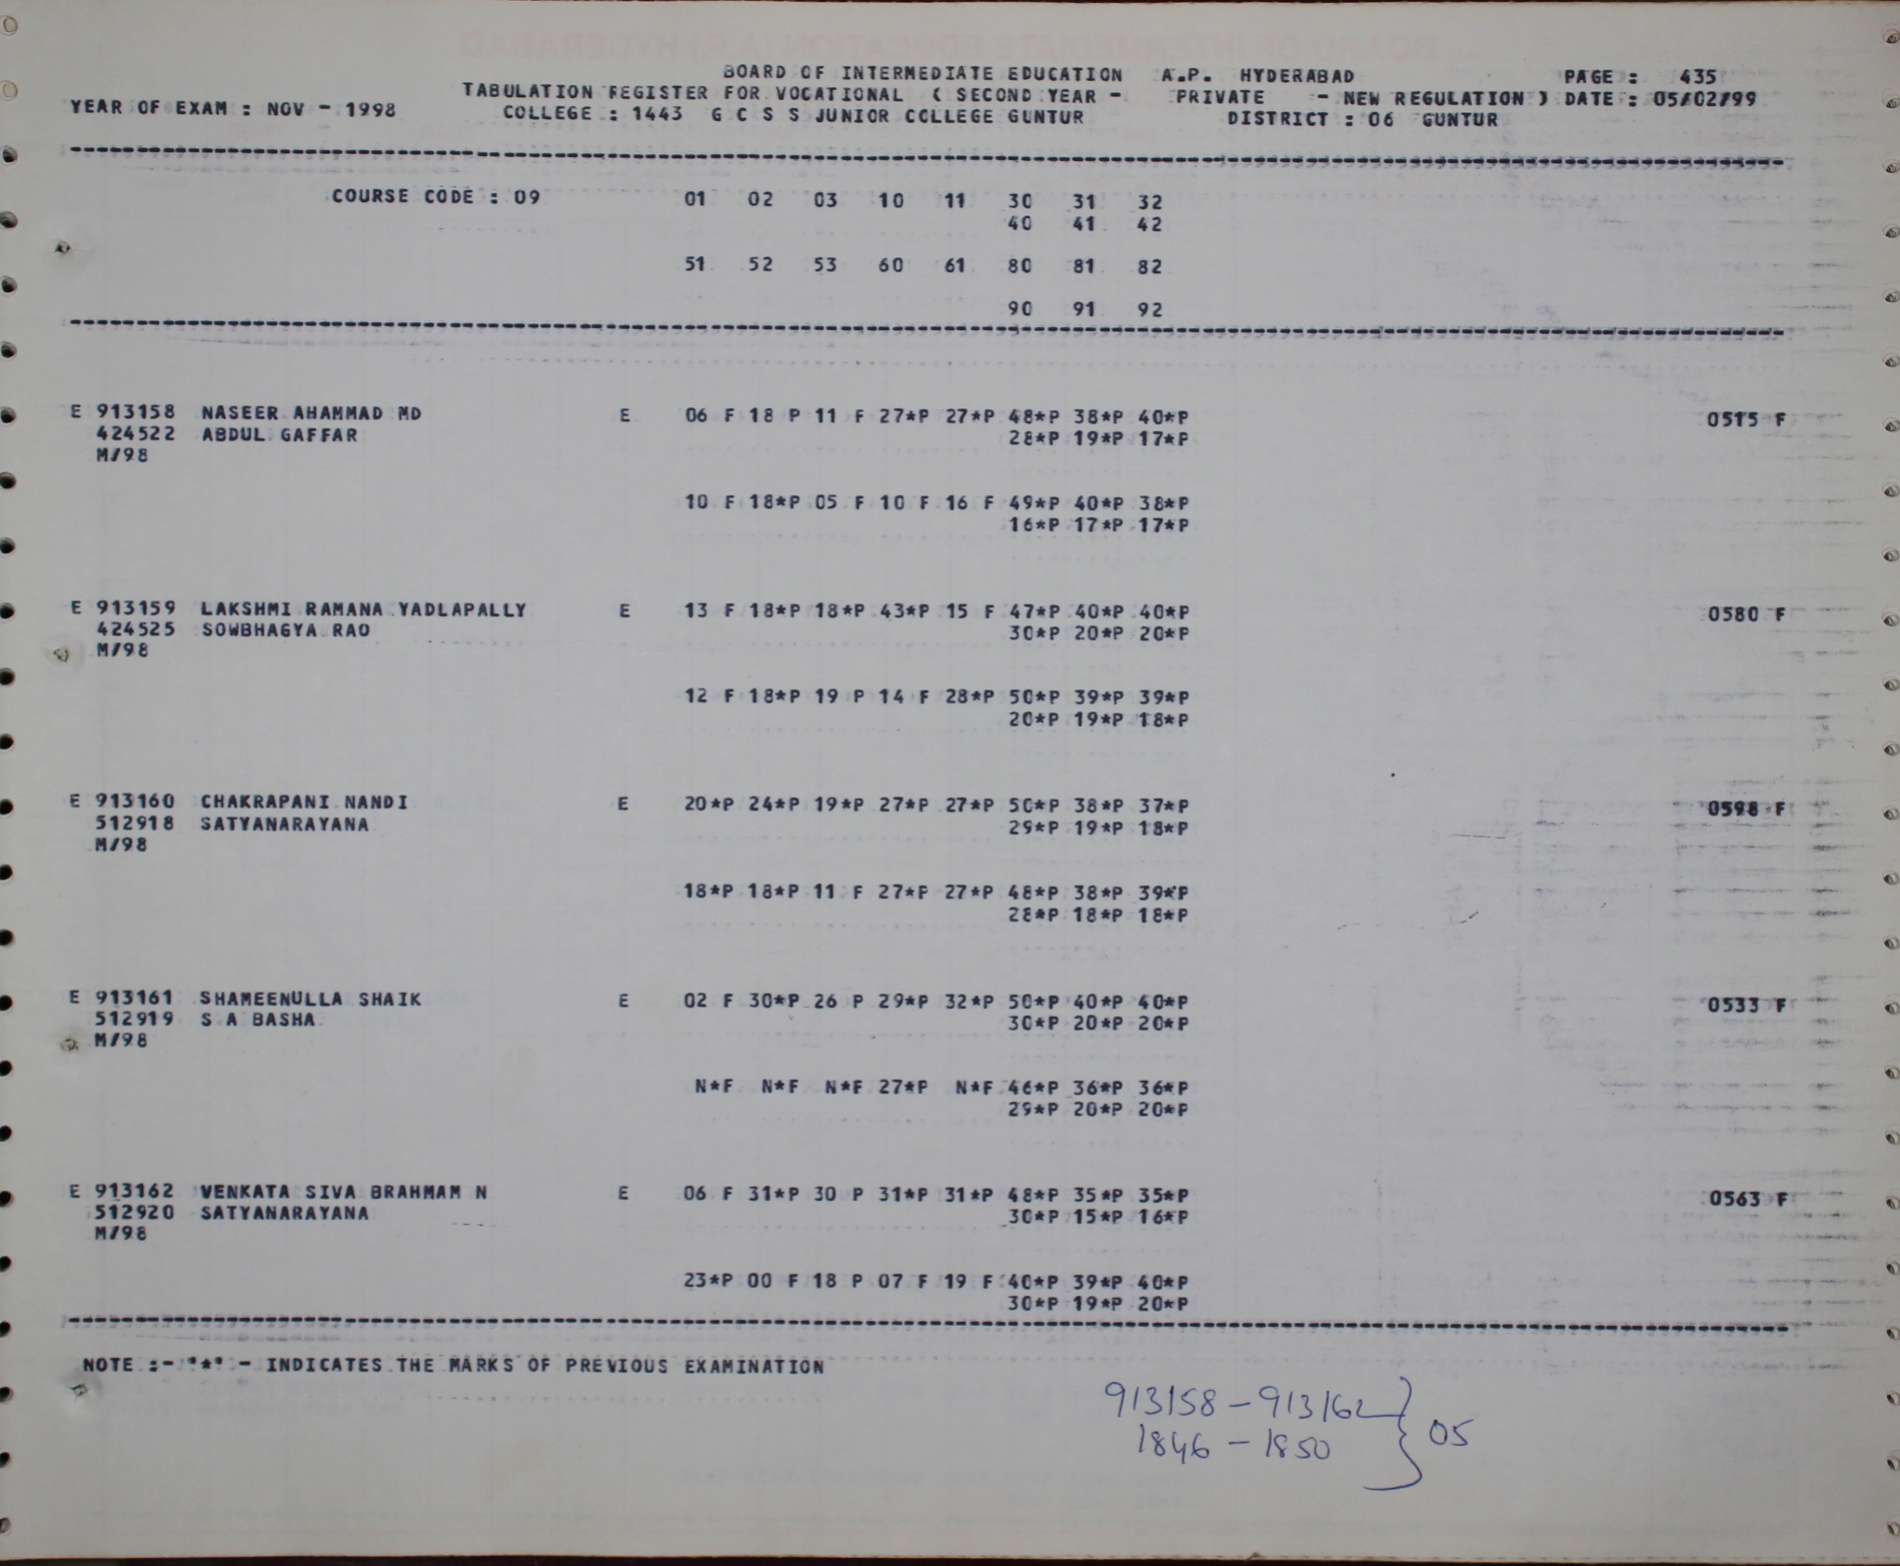 BOARD OF INTERMEDIATE EDUCATION A.P. HYDERABAD PAGE : 435
TABULATION REGISTER FOR VOCATIONAL ( SECOND YEAR - PRIVATE - NEW REGULATION ) DATE : 05/02/99
YEAR OF EXAM : NOV - 1998 COLLEGE : 1443 G C S S JUNIOR COLLEGE GUNTUR DISTRICT : 06 GUNTUR
COURSE CODE : 09 01 02 03 10 11 30 31 32
40 41 42
51 52 53 60 61 80 81 82
90 91 92
E 913158 NASEER AHAMMAD MD E 06 F 18 P 11 F 27*P 27*P 48*P 38*P 40*P 0515 F
424522 ABDUL GAFFAR 28*P 19*P 17*P
M/98
10 F 18*P 05 F 10 F 16 F 49*P 40*P 38*P
16*P 17*P 17*P
E 913159 LAKSHMI RAMANA YADLAPALLY E 13 F 18*P 18*P 43*P 15 F 47*P 40*P 40*P 0580 F
424525 SOWBHAGYA RAO 30*P 20*P 20*P
M/98
12 F 18*P 19 P 14 F 28*P 50*P 39*P 39*P
20*P 19*P 18*P
E 913160 CHAKRAPANI NANDI E 20*P 24*P 19*P 27*P 27*P 50*P 38*P 37*P 0598 F
512918 SATYANARAYANA 29*P 19*P 18*P
M/98
18*P 18*P 11 F 27*P 27*P 48*P 38*P 39*P
28*P 18*P 18*P
E 913161 SHAMEENULLA SHAIK E 02 F 30*P 26 P 29*P 32*P 50*P 40*P 40*P 0533 F
512919 S A BASHA 30*P 20*P 20*P
M/98
N*F N*F N*F 27*P N*F 46*P 36*P 36*P
29*P 20*P 20*P
E 913162 VENKATA SIVA BRAHMAM N E 06 F 31*P 30 P 31*P 31*P 48*P 35*P 35*P 0563 F
512920 SATYANARAYANA 30*P 15*P 16*P
M/98
23*P 00 F 18 P 07 F 19 F 40*P 39*P 40*P
30*P 19*P 20*P
NOTE :- '*' - INDICATES THE MARKS OF PREVIOUS EXAMINATION
913158 - 913162
1846 - 1850 } 05